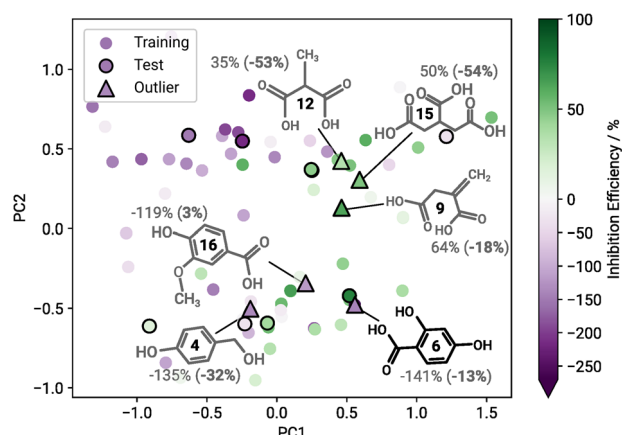 Training
Test
Outlier
35% (-53%)
CH3
O
O
12
OH
OH
50% (-54%)
O
OH
O
15
O
HO
OH
CH2
HO
9
O
O
HO
64% (-18%)
-119% (3%)
HO
O
16
O
OH
CH3
HO
4
OH
-135% (-32%)
HO
HO
OH
6
O
-141% (-13%)
1.0
0.5
0.0
−0.5
−1.0
PC2
−1.0
−0.5
0.0
0.5
1.0
1.5
PC1
100
50
0
−50
−100
−150
−200
−250
Inhibition Efficiency / %